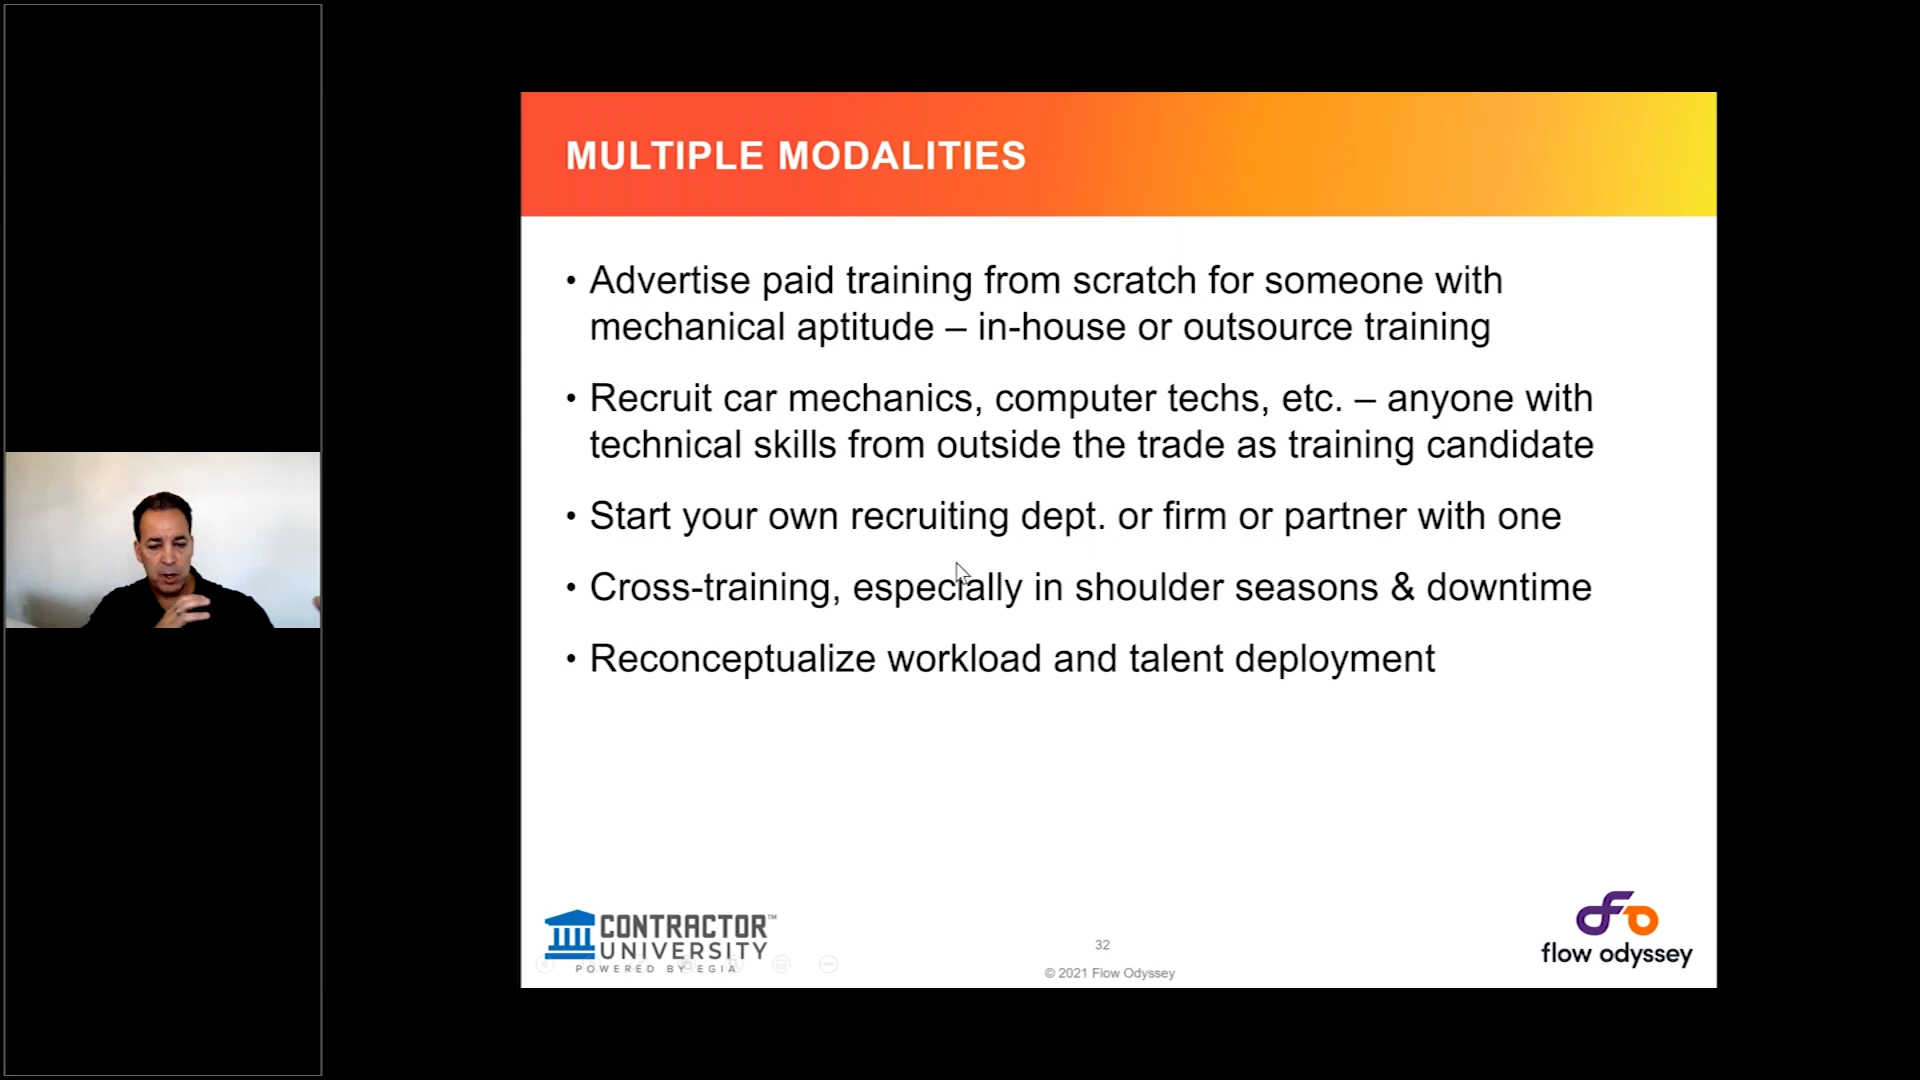 MULTIPLE MODALITIES
• Advertise paid training from scratch for someone with
mechanical aptitude – in-house or outsource training
• Recruit car mechanics, computer techs, etc. – anyone with
technical skills from outside the trade as training candidate
• Start your own recruiting dept. or firm or partner with one
• Cross-training, especially in shoulder seasons & downtime
• Reconceptualize workload and talent deployment
CONTRACTOR™
UNIVERSITY
POWERED BY EGIA
32
© 2021 Flow Odyssey
flow odyssey